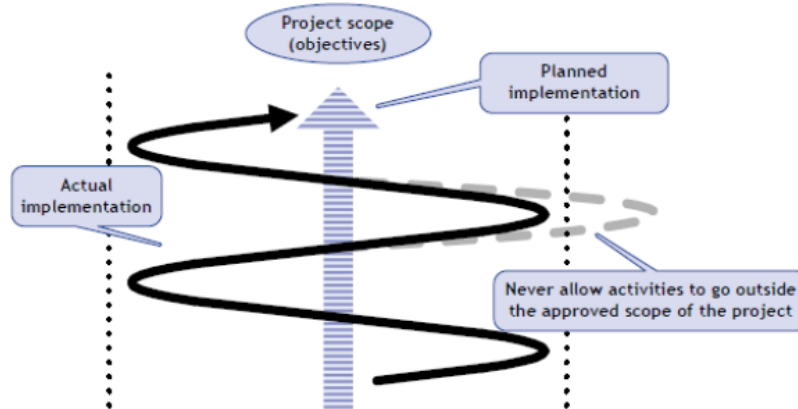 Project scope
(objectives)
Planned
implementation
Actual
implementation
Never allow activities to go outside
the approved scope of the project